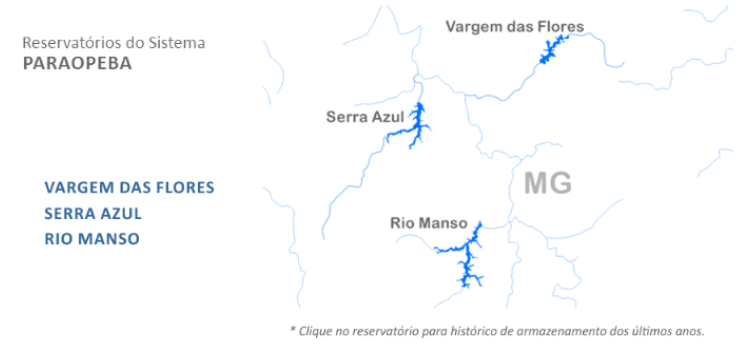 Reservatórios do Sistema
PARAOPEBA
Vargem das Flores
Serra Azul
MG
VARGEM DAS FLORES
SERRA AZUL
RIO MANSO
Rio Manso
* Clique no reservatório para histórico de armazenamento dos últimos anos.